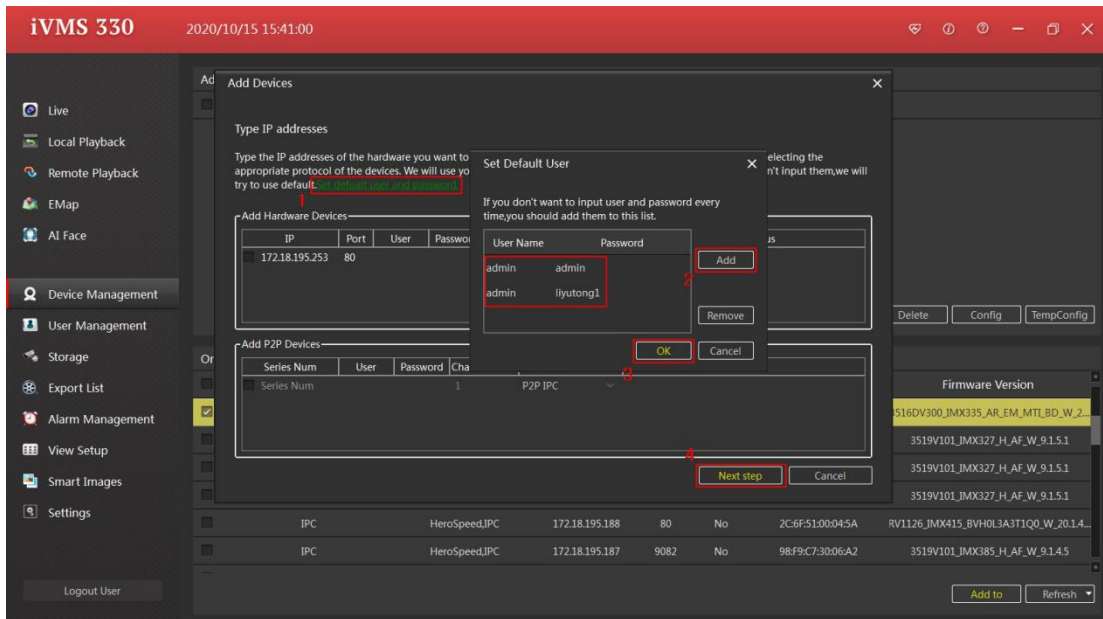 iVMS 330 2020/10/15 15:41:00
Ad
Add Devices
Live
Local Playback
Remote Playback
EMap
AI Face
Device Management
User Management
Storage
Export List
Alarm Management
View Setup
Smart Images
Settings
Logout User
Type IP addresses
Type the IP addresses of the hardware you want to
appropriate protocol of the devices. We will use yo
try to use default.Set default user and password.
electing the
n't input them,we will
1
Add Hardware Devices
IP Port User Passwo us
172.18.195.253 80
Set Default User
If you don't want to input user and password every
time,you should add them to this list.
User Name Password
admin admin
admin liyutong1
Add
2
Remove
OK Cancel
3
Delete Config TempConfig
Add P2P Devices
Series Num User Password Cha
Series Num 1 P2P IPC
4
Next step Cancel
On
Firmware Version
3516DV300_IMX335_AR_EM_MTI_BD_W_2...
3519V101_IMX327_H_AF_W_9.1.5.1
3519V101_IMX327_H_AF_W_9.1.5.1
3519V101_IMX327_H_AF_W_9.1.5.1
IPC HeroSpeed,IPC 172.18.195.188 80 No 2C:6F:51:00:04:5A RV1126_IMX415_BVH0L3A3T1Q0_W_20.1.4...
IPC HeroSpeed,IPC 172.18.195.187 9082 No 98:F9:C7:30:06:A2 3519V101_IMX385_H_AF_W_9.1.4.5
Add to Refresh